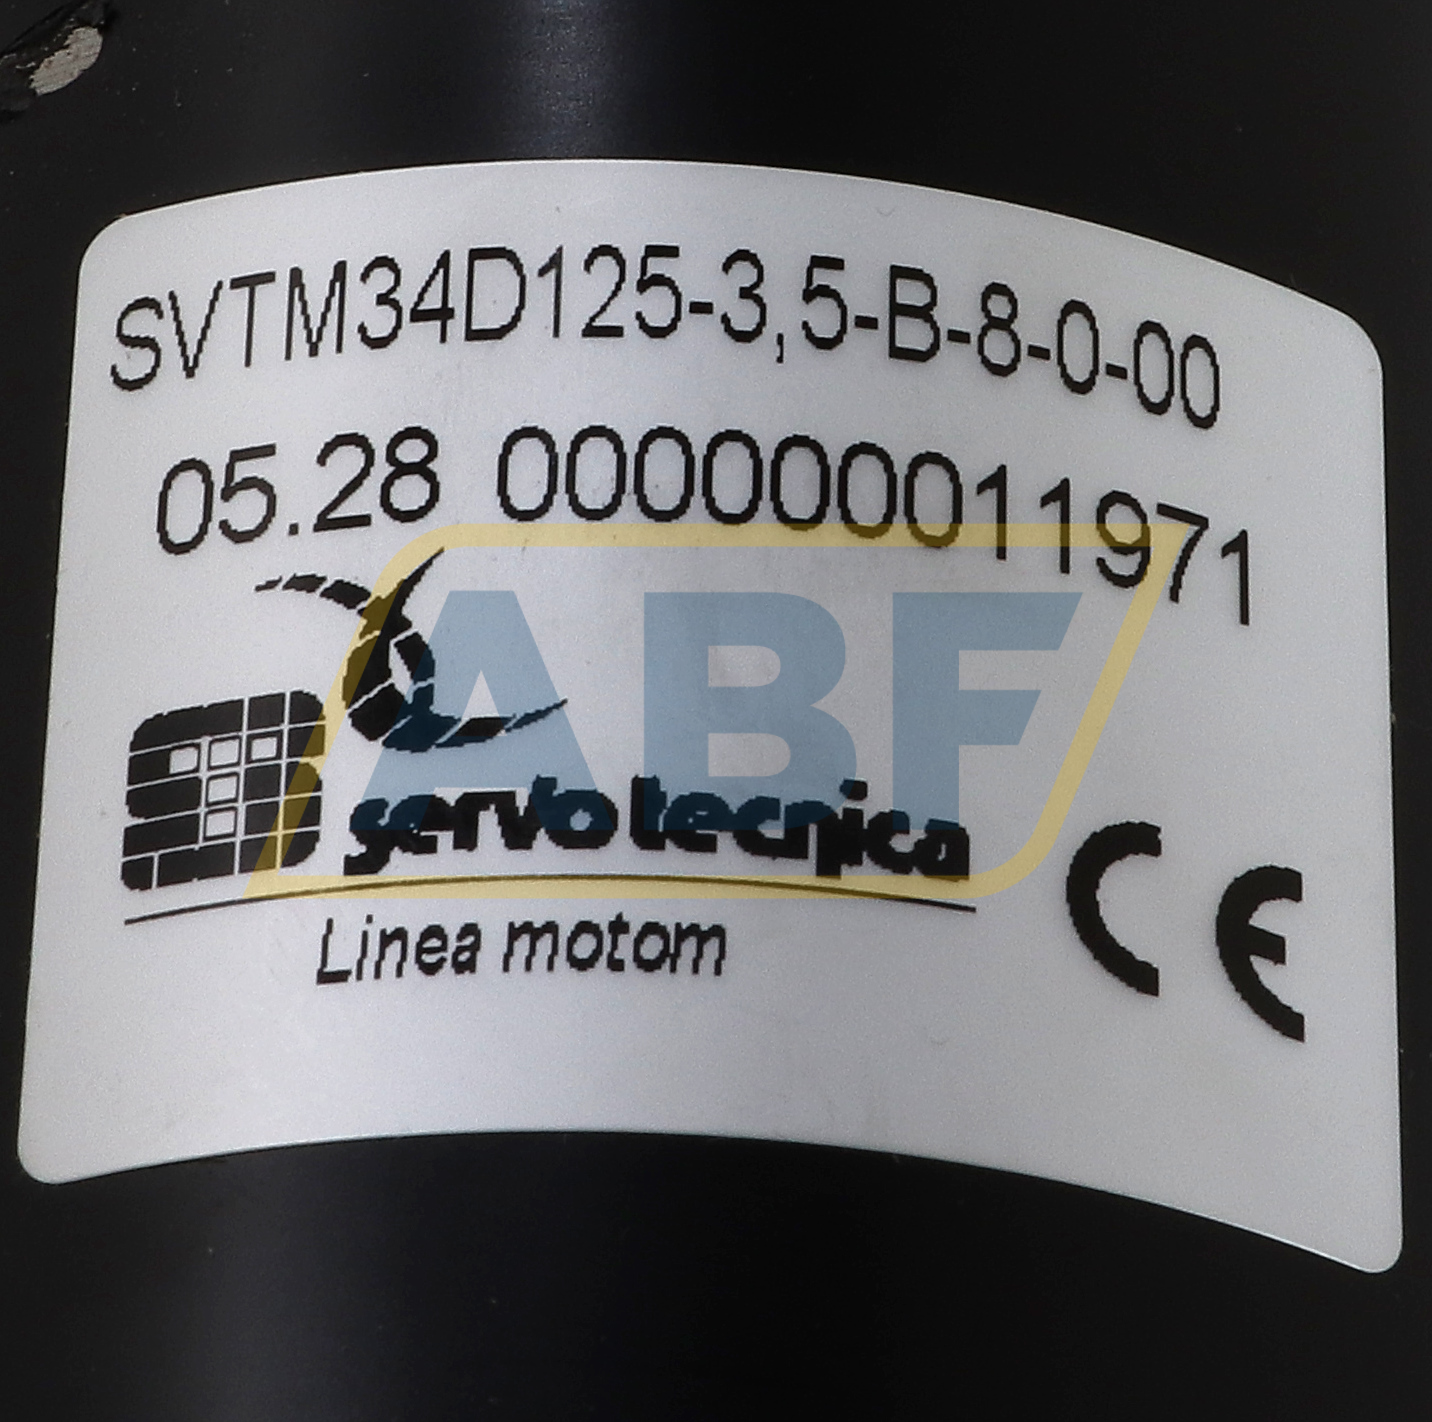 SVTM34D125-3,5-B-8-0-00
05.28 000000011971
ABF
servotecnica
CE
Linea motom